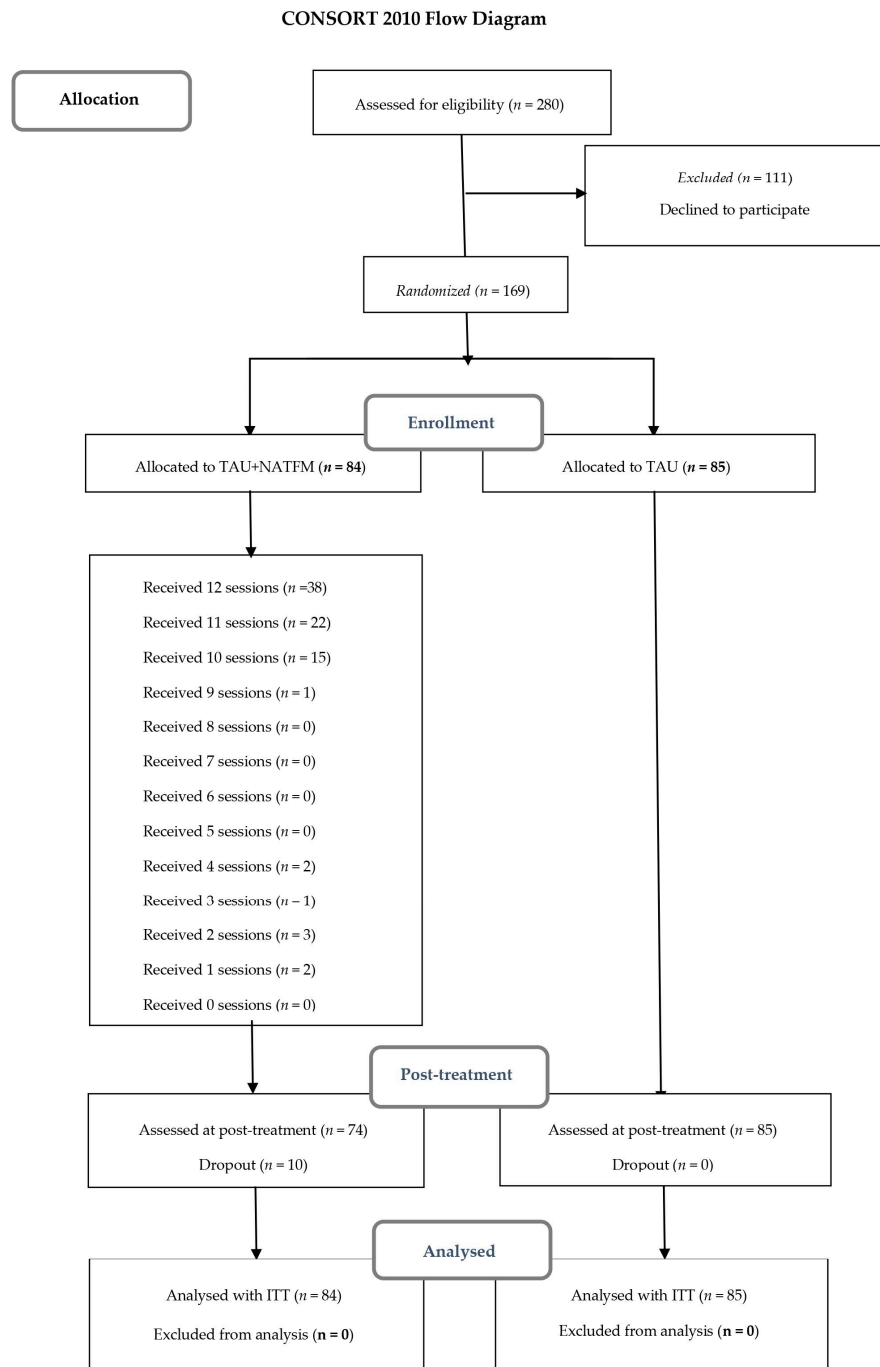 CONSORT 2010 Flow Diagram
Allocation
Assessed for eligibility (n = 280)
Excluded (n = 111)
Declined to participate
Randomized (n = 169)
Enrollment
Allocated to TAU+NATFM (n = 84)
Allocated to TAU (n = 85)
Received 12 sessions (n =38)
Received 11 sessions (n = 22)
Received 10 sessions (n = 15)
Received 9 sessions (n = 1)
Received 8 sessions (n = 0)
Received 7 sessions (n = 0)
Received 6 sessions (n = 0)
Received 5 sessions (n = 0)
Received 4 sessions (n = 2)
Received 3 sessions (n – 1)
Received 2 sessions (n = 3)
Received 1 sessions (n = 2)
Received 0 sessions (n = 0)
Post-treatment
Assessed at post-treatment (n = 74)
Dropout (n = 10)
Assessed at post-treatment (n = 85)
Dropout (n = 0)
Analysed
Analysed with ITT (n = 84)
Excluded from analysis (n = 0)
Analysed with ITT (n = 85)
Excluded from analysis (n = 0)